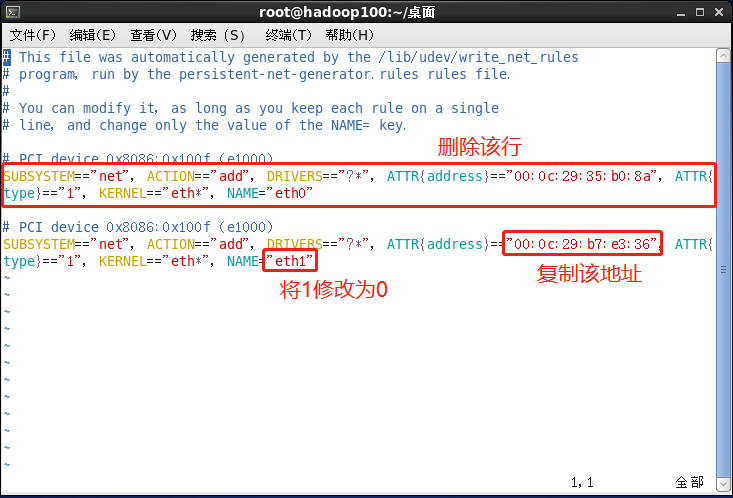 root@hadoop100:~/桌面
文件(F) 编辑(E) 查看(V) 搜索 (S) 终端(T) 帮助(H)
# This file was automatically generated by the /lib/udev/write_net_rules
# program, run by the persistent-net-generator.rules rules file.
#
# You can modify it, as long as you keep each rule on a single
# line, and change only the value of the NAME= key.
删除该行
# PCI device 0x8086:0x100f (e1000)
SUBSYSTEM=="net", ACTION=="add", DRIVERS=="?*", ATTR{address}=="00:0c:29:35:b0:8a", ATTR{
type}=="1", KERNEL=="eth*", NAME="eth0"
# PCI device 0x8086:0x100f (e1000)
SUBSYSTEM=="net", ACTION=="add", DRIVERS=="?*", ATTR{address}=="00:0c:29:b7:e3:36", ATTR{
type}=="1", KERNEL=="eth*", NAME="eth1"
复制该地址
将1修改为0
~
~
~
~
~
~
~
~
~
~
~
~
1,1 全部